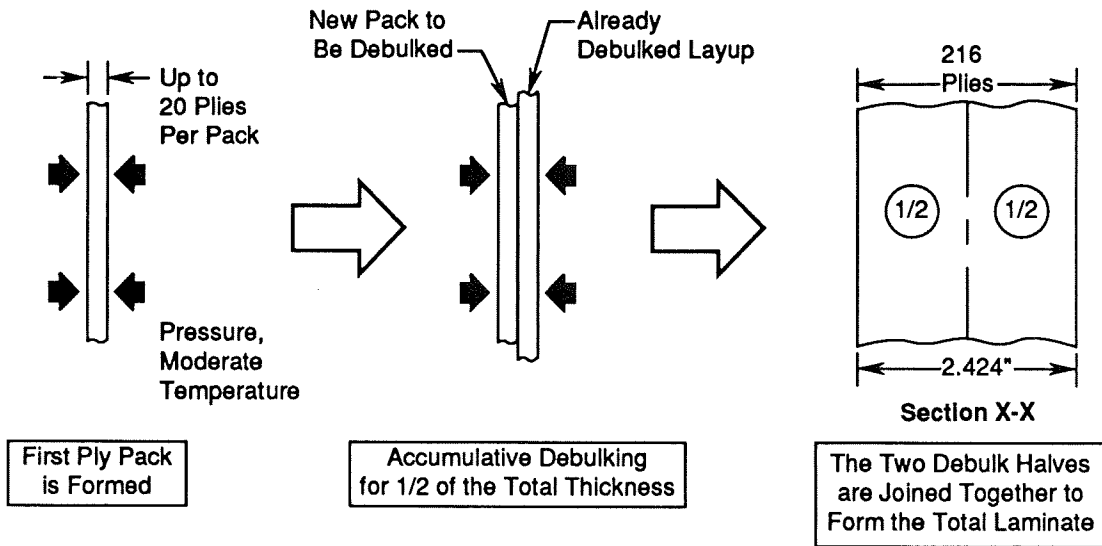 Up to
20 Plies
Per Pack
Pressure,
Moderate
Temperature
First Ply Pack
is Formed
New Pack to
Be Debulked
Already
Debulked Layup
Accumulative Debulking
for 1/2 of the Total Thickness
216
Plies
1/2
1/2
2.424"
Section X-X
The Two Debulk Halves
are Joined Together to
Form the Total Laminate